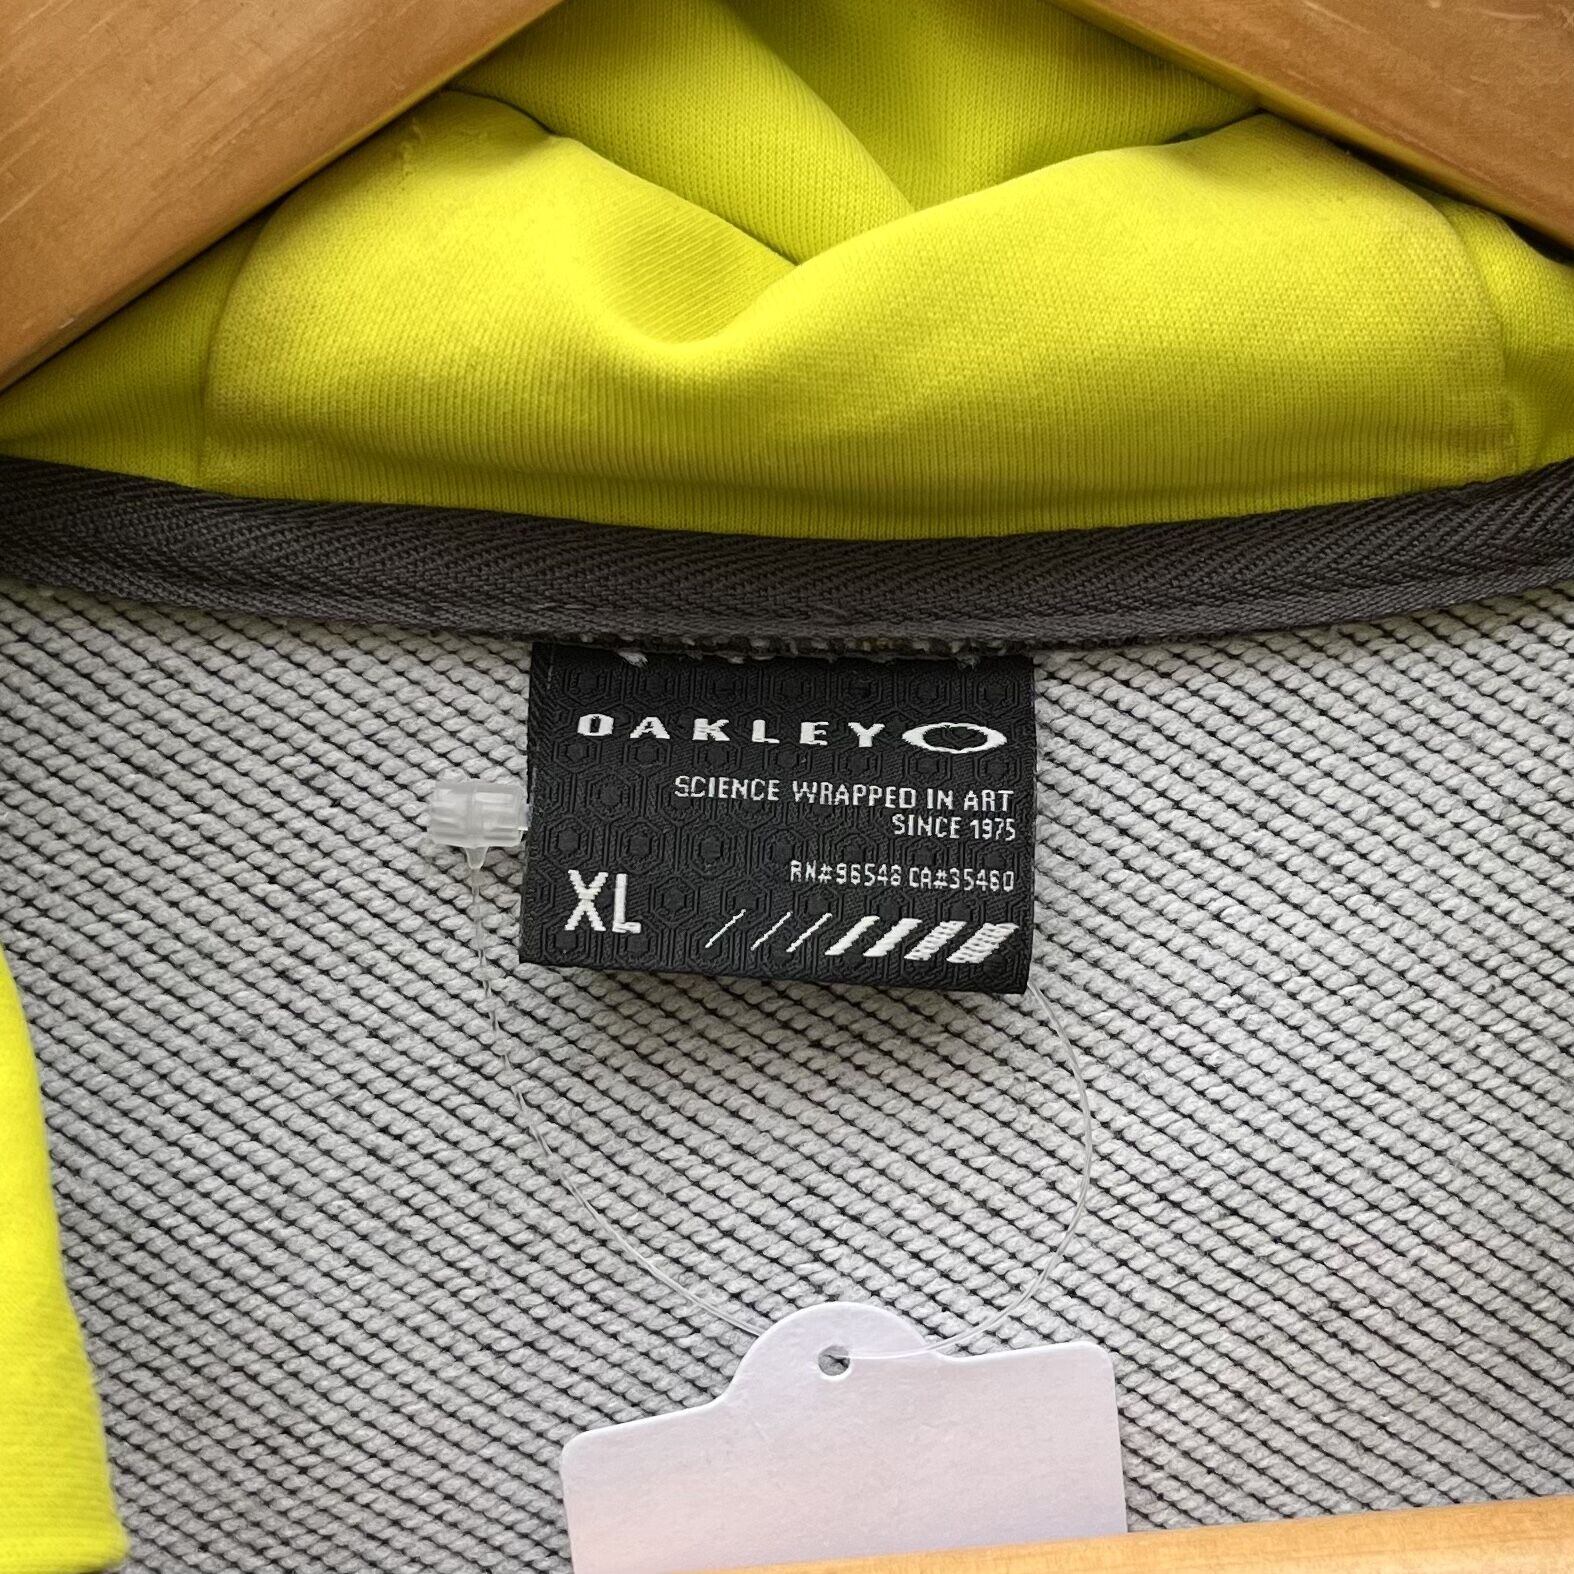 OAKLEY
SCIENCE WRAPPED IN ART
SINCE 1975
RN#96548 CA#35460
XL